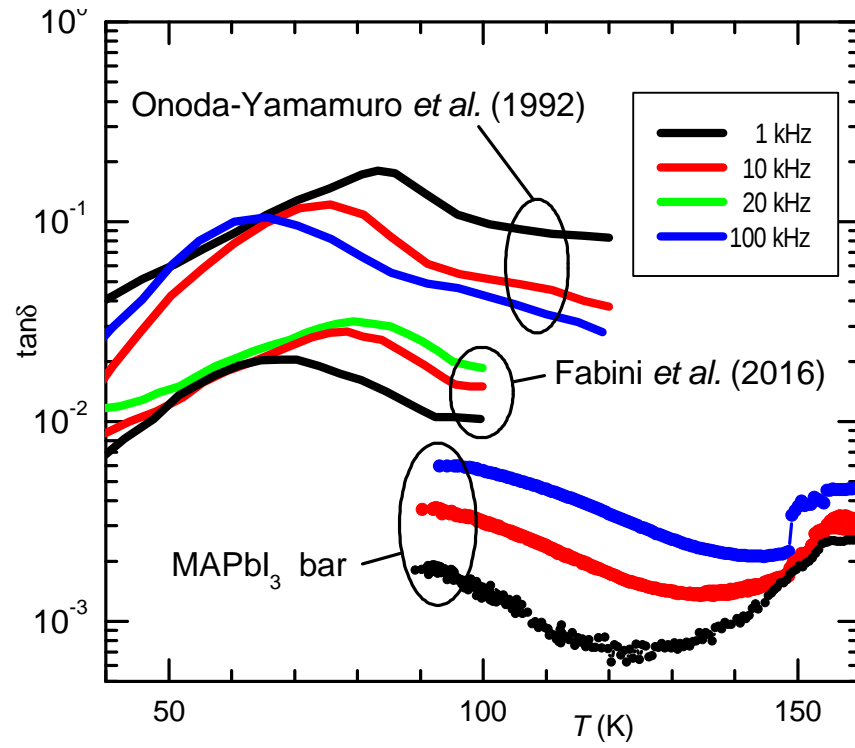 10⁰
Onoda-Yamamuro et al. (1992)
1 kHz
10 kHz
20 kHz
100 kHz
10⁻¹
tanδ
Fabini et al. (2016)
10⁻²
MAPbI₃ bar
10⁻³
50
100
150
T (K)